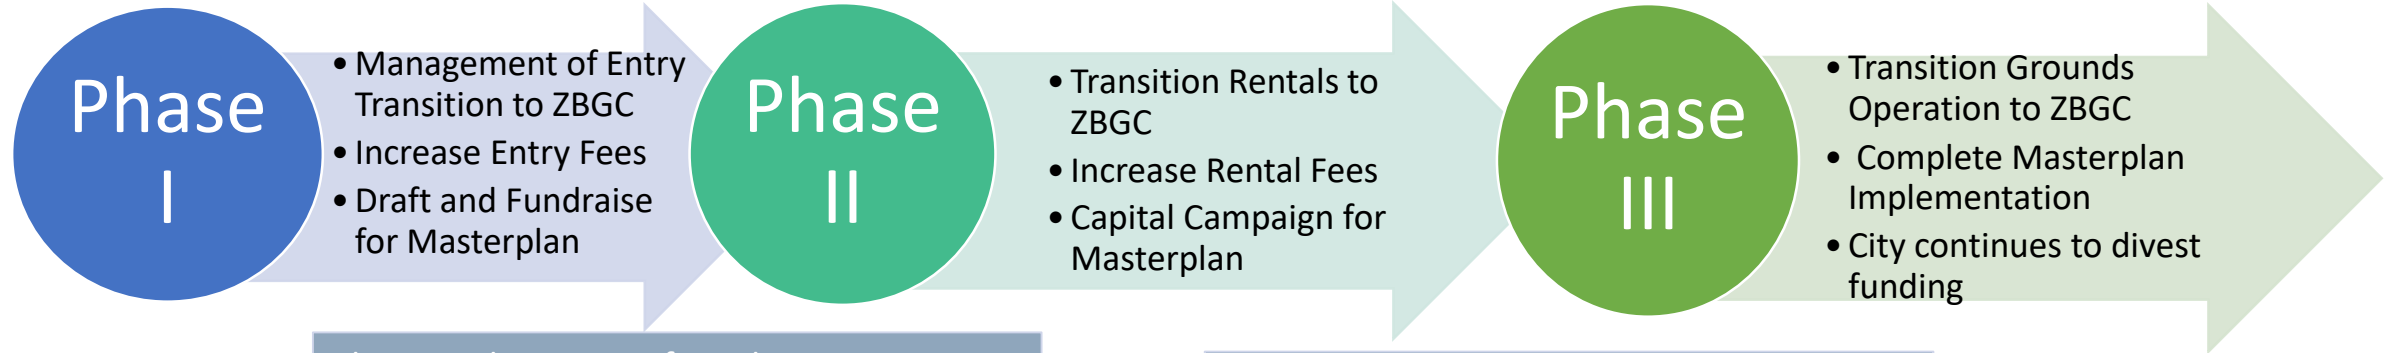 Phase
I
• Management of Entry
Transition to ZBGC
• Increase Entry Fees
• Draft and Fundraise
for Masterplan
Phase
II
• Transition Rentals to
ZBGC
• Increase Rental Fees
• Capital Campaign for
Masterplan
Phase
III
• Transition Grounds
Operation to ZBGC
• Complete Masterplan
Implementation
• City continues to divest
funding